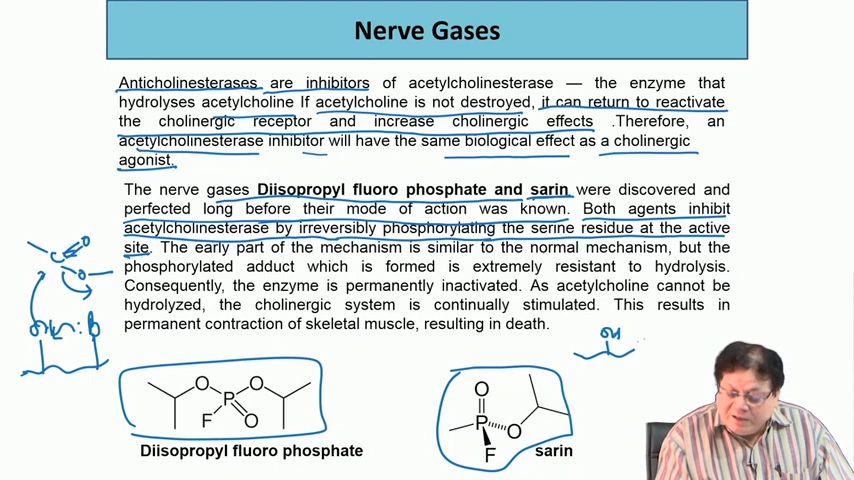 Nerve Gases
Anticholinesterases are inhibitors of acetylcholinesterase — the enzyme that
hydrolyses acetylcholine If acetylcholine is not destroyed, it can return to reactivate
the cholinergic receptor and increase cholinergic effects .Therefore, an
acetylcholinesterase inhibitor will have the same biological effect as a cholinergic
agonist.
The nerve gases Diisopropyl fluoro phosphate and sarin were discovered and
perfected long before their mode of action was known. Both agents inhibit
acetylcholinesterase by irreversibly phosphorylating the serine residue at the active
site. The early part of the mechanism is similar to the normal mechanism, but the
phosphorylated adduct which is formed is extremely resistant to hydrolysis.
Consequently, the enzyme is permanently inactivated. As acetylcholine cannot be
hydrolyzed, the cholinergic system is continually stimulated. This results in
permanent contraction of skeletal muscle, resulting in death.
C O
O
OH
O O
P
F O
O
P
O
F
Diisopropyl fluoro phosphate
sarin